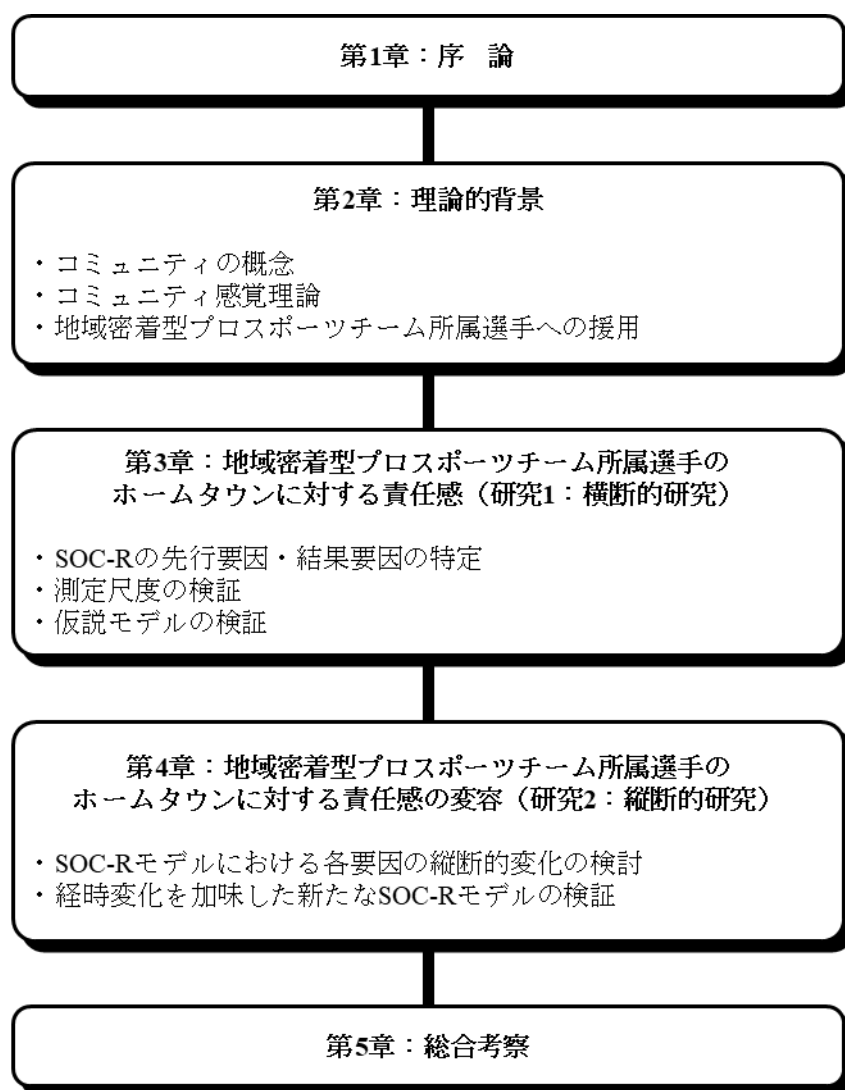 第1章：序　論
第2章：理論的背景
・コミュニティの概念
・コミュニティ感覚理論
・地域密着型プロスポーツチーム所属選手への援用
第3章：地域密着型プロスポーツチーム所属選手の
ホームタウンに対する責任感（研究1：横断的研究）
・SOC-Rの先行要因・結果要因の特定
・測定尺度の検証
・仮説モデルの検証
第4章：地域密着型プロスポーツチーム所属選手の
ホームタウンに対する責任感の変容（研究2：縦断的研究）
・SOC-Rモデルにおける各要因の縦断的変化の検討
・経時変化を加味した新たなSOC-Rモデルの検証
第5章：総合考察